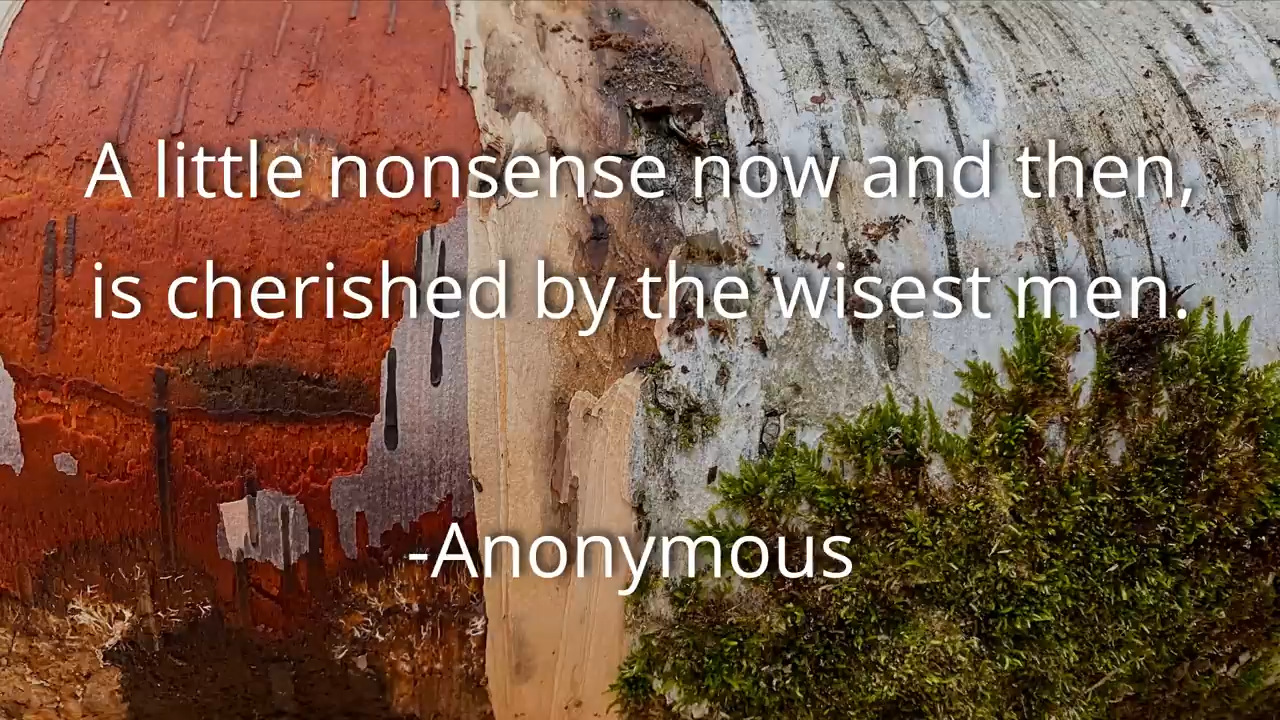 A little nonsense now and then,
is cherished by the wisest men.
-Anonymous